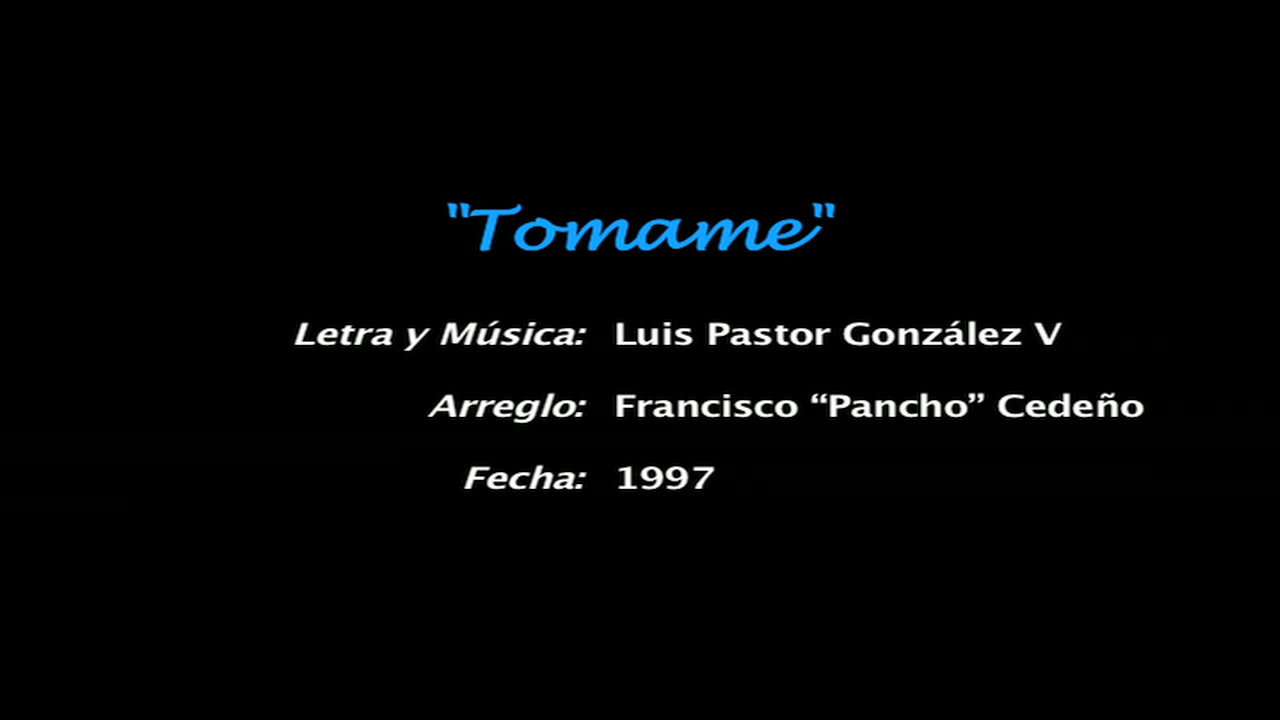 "Tomame"
Letra y Música: Luis Pastor González V
Arreglo: Francisco “Pancho” Cedeño
Fecha: 1997